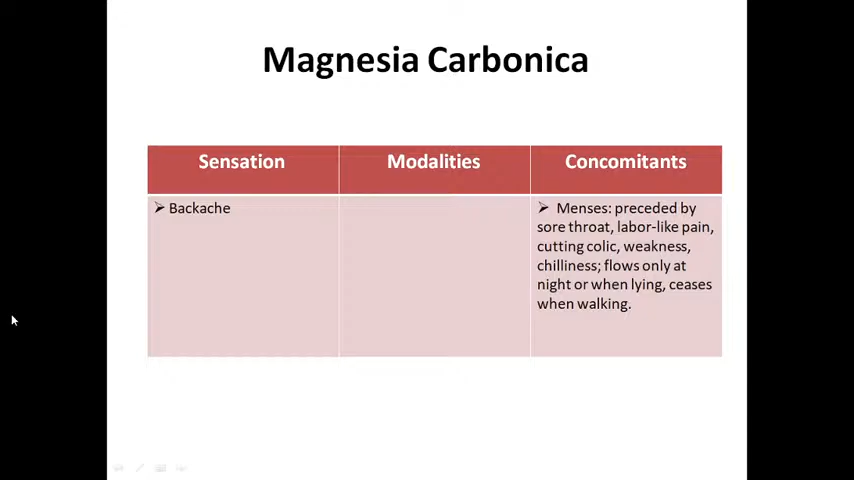 Magnesia Carbonica
Sensation
Modalities
Concomitants
➢ Backache
➢ Menses: preceded by
sore throat, labor-like pain,
cutting colic, weakness,
chilliness; flows only at
night or when lying, ceases
when walking.